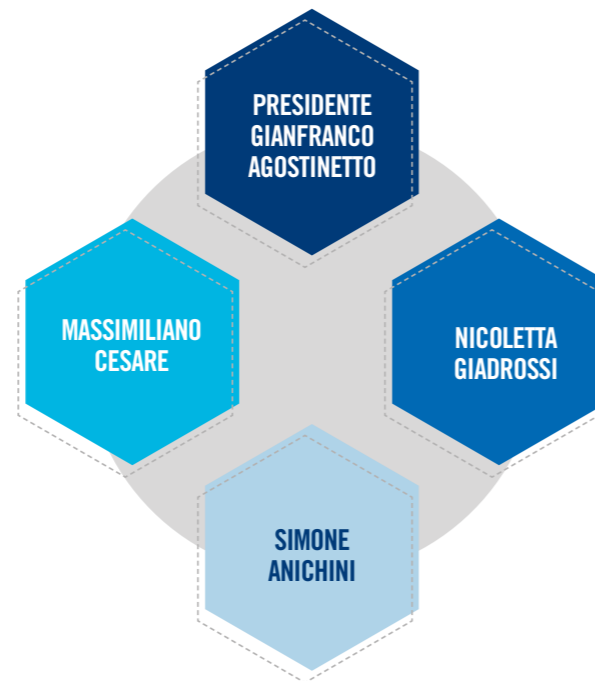 PRESIDENTE
GIANFRANCO
AGOSTINETTO
MASSIMILIANO
CESARE
NICOLETTA
GIADROSSI
SIMONE
ANICHINI